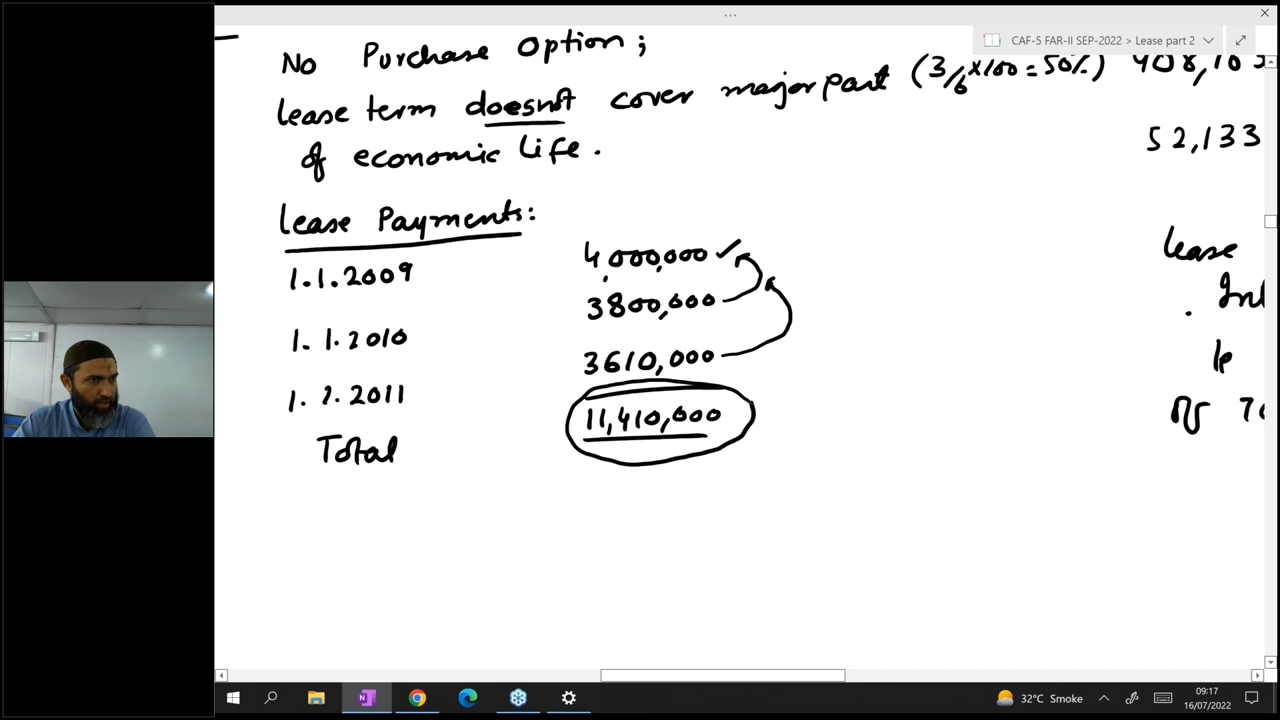 CAF-5 FAR-II SEP-2022 > Lease part 2
No Purchase Option;
lease term doesnot cover major part (3/6 x100 = 50%)
of economic Life.
52,133
Lease Payments:
1.1.2009 4,000,000 ✓
1.1.2010 3800,000
1.1.2011 3610,000
Total 11,410,000
lease
of
32°C Smoke
09:17
16/07/2022